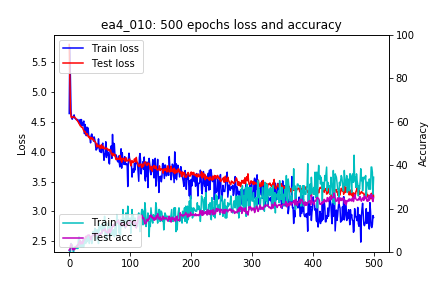 ea4_010: 500 epochs loss and accuracy
Train loss
Test loss
Train acc
Test acc
Loss
5.5
5.0
4.5
4.0
3.5
3.0
2.5
Accuracy
100
80
60
40
20
0
0 100 200 300 400 500